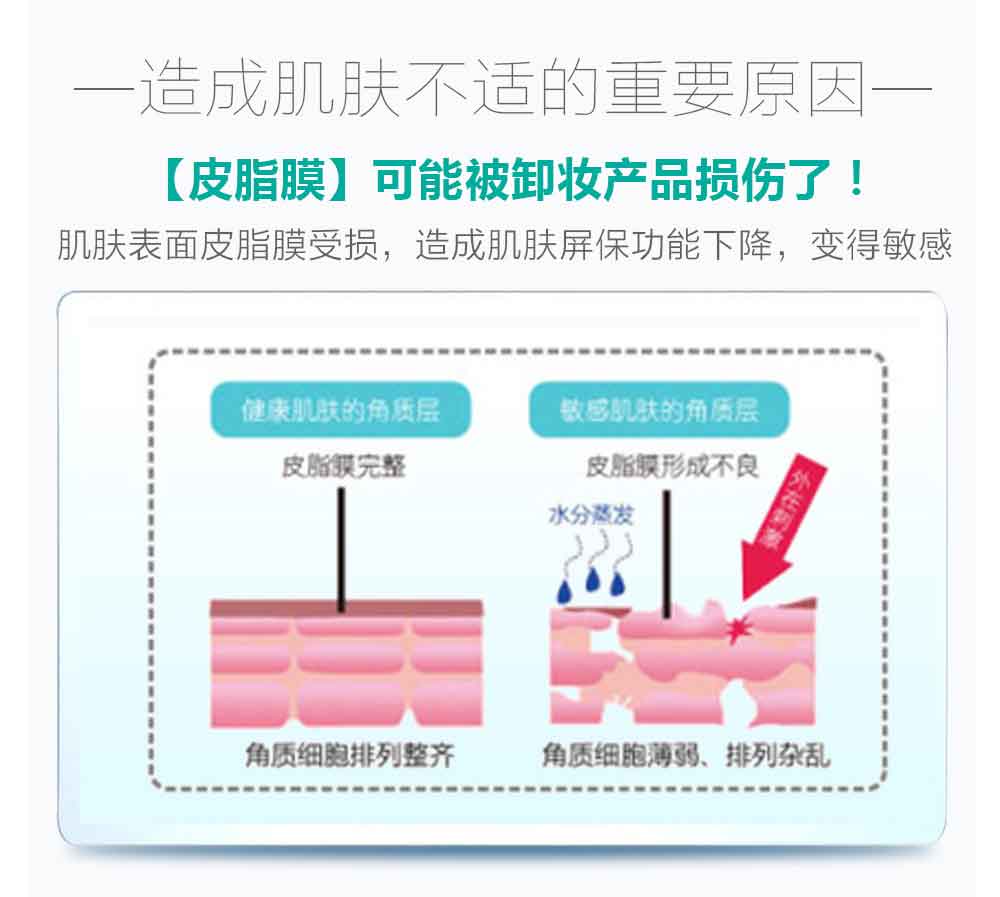 造成肌肤不适的重要原因
【皮脂膜】可能被卸妆产品损伤了！
肌肤表面皮脂膜受损，造成肌肤屏保功能下降，变得敏感
健康肌肤的角质层
敏感肌肤的角质层
皮脂膜完整
皮脂膜形成不良
水分蒸发
外在刺激
角质细胞排列整齐
角质细胞薄弱、排列杂乱